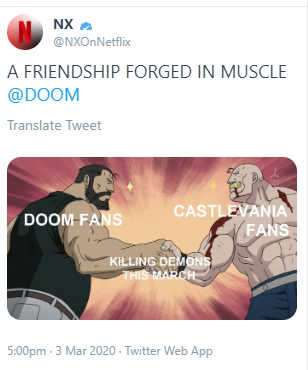 NX
@NXOnNetflix
A FRIENDSHIP FORGED IN MUSCLE
@DOOM
Translate Tweet
DOOM FANS
CASTLEVANIA
FANS
KILLING DEMONS
THIS MARCH
5:00pm · 3 Mar 2020 · Twitter Web App